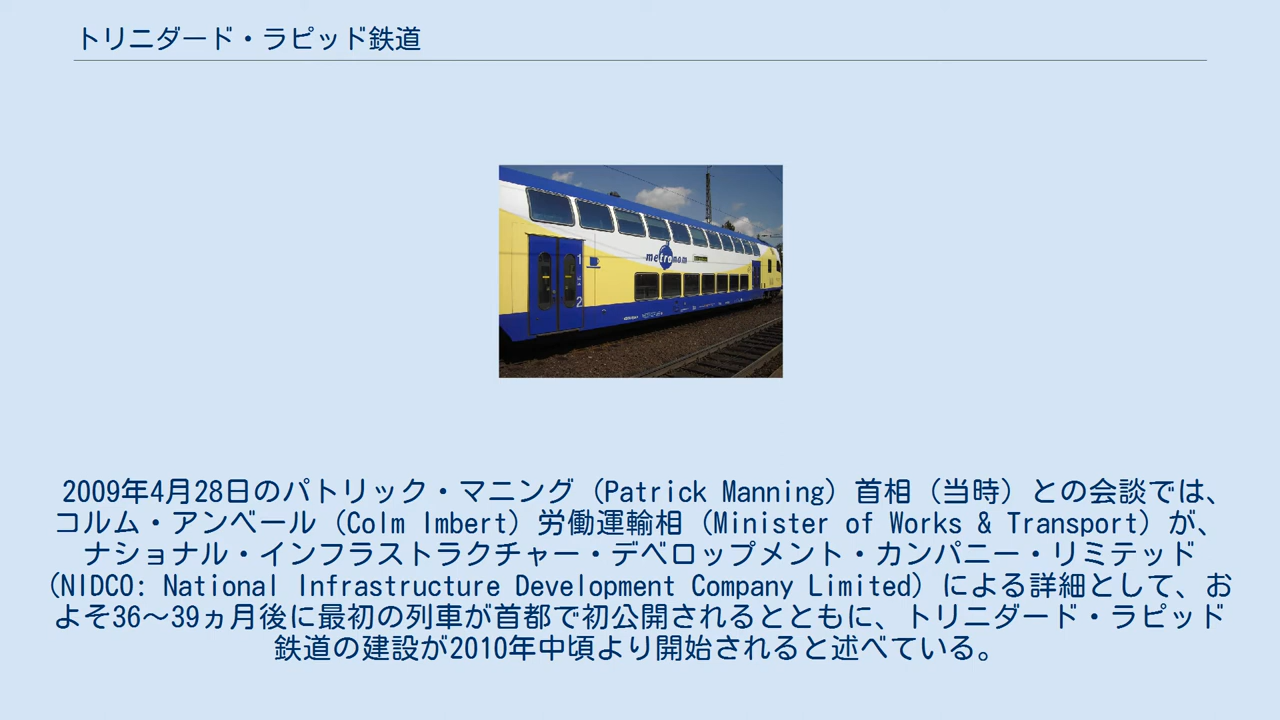 トリニダード・ラピッド鉄道
metronom
1
2
2009年4月28日のパトリック・マニング（Patrick Manning）首相（当時）との会談では、
コルム・アンベール（Colm Imbert）労働運輸相（Minister of Works & Transport）が、
ナショナル・インフラストラクチャー・デベロップメント・カンパニー・リミテッド
（NIDCO: National Infrastructure Development Company Limited）による詳細として、お
よそ36〜39ヵ月後に最初の列車が首都で初公開されるとともに、トリニダード・ラピッド
鉄道の建設が2010年中頃より開始されると述べている。